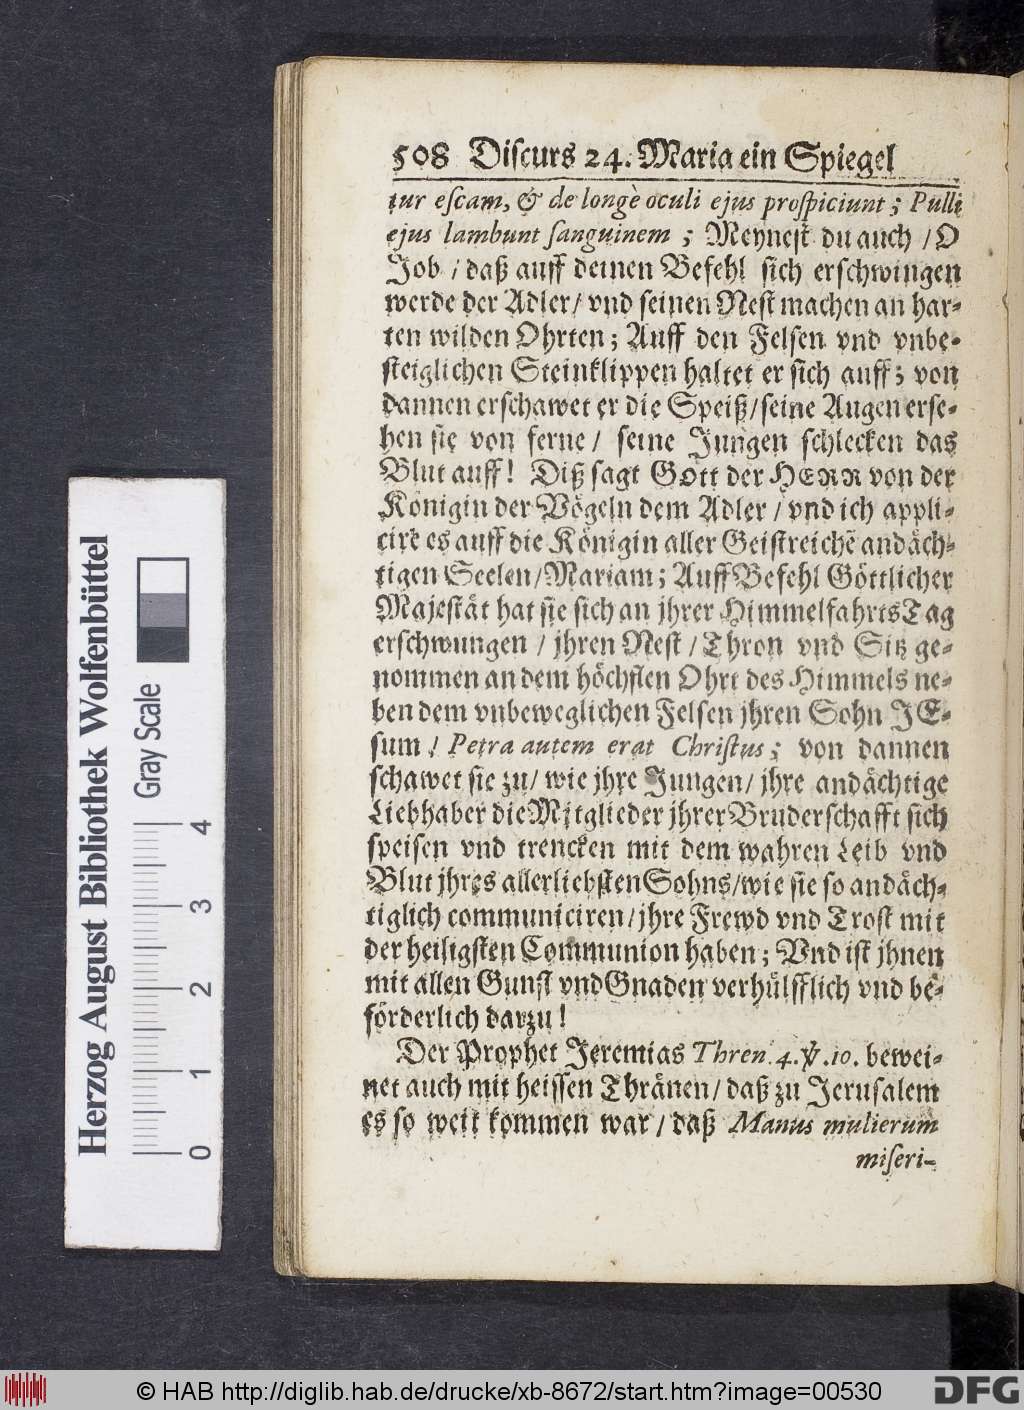 508 Discurs 24. Maria ein Spiegel
tur escam, & de longè oculi ejus prospiciunt; Pulli
ejus lambunt sanguinem; Meynest du auch / O
Job / daß auff deinen Befehl sich erschwingen
werde der Adler / vnd seinen Nest machen an har-
ten wilden Ohrten; Auff den Felsen vnd vnbe-
steiglichen Steinklippen haltet er sich auff; von
dannen erschawet er die Speiß / seine Augen erse-
hen sie von ferne / seine Jungen schlecken das
Blut auff! Diß sagt Gott der HERR von der
Königin der Vögeln dem Adler / vnd ich appli-
cire es auff die Königin aller Geistreichē andäch-
tigen Seelen / Mariam; Auff Befehl Göttlicher
Majestät hat sie sich an jhrer HimmelfahrtsTag
erschwungen / jhren Nest / Thron vnd Sitz ge-
nommen an dem höchsten Ohrt des Himmels ne-
ben dem vnbeweglichen Felsen jhren Sohn JE-
sum / Petra autem erat Christus; von dannen
schawet sie zu / wie jhre Jungen / jhre andächtige
Liebhaber die Mitglieder jhrer Bruderschafft sich
speisen vnd trencken mit dem wahren Leib vnd
Blut jhres allerliebsten Sohns / wie sie so andäch-
tiglich communiciren / jhre Frewd vnd Trost mit
der heiligsten Communion haben; Vnd ist jhnen
mit allen Gunst vnd Gnaden verhülfflich vnd be-
förderlich darzu!
Der Prophet Jeremias Thren. 4. ℣. 10. bewei-
net auch mit heissen Thränen / daß zu Jerusalem
es so weit kommen war / daß Manus mulierum
miseri-
Herzog August Bibliothek Wolfenbüttel
Gray Scale
0 1 2 3 4
© HAB http://diglib.hab.de/drucke/xb-8672/start.htm?image=00530
DFG